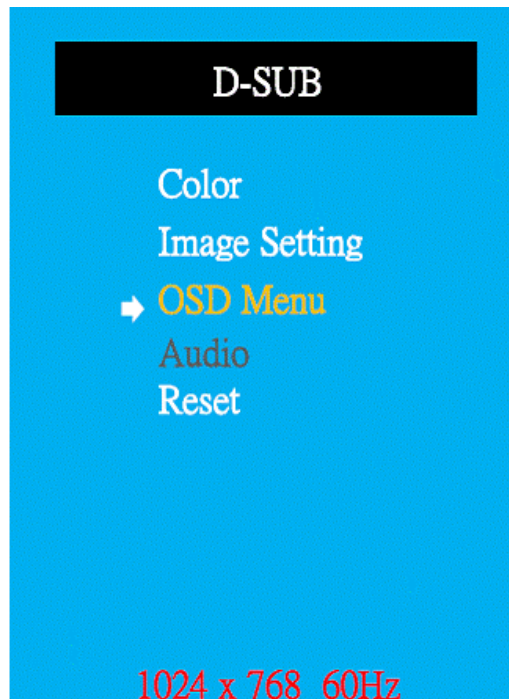 D-SUB
Color
Image Setting
OSD Menu
Audio
Reset
1024 x 768 60Hz